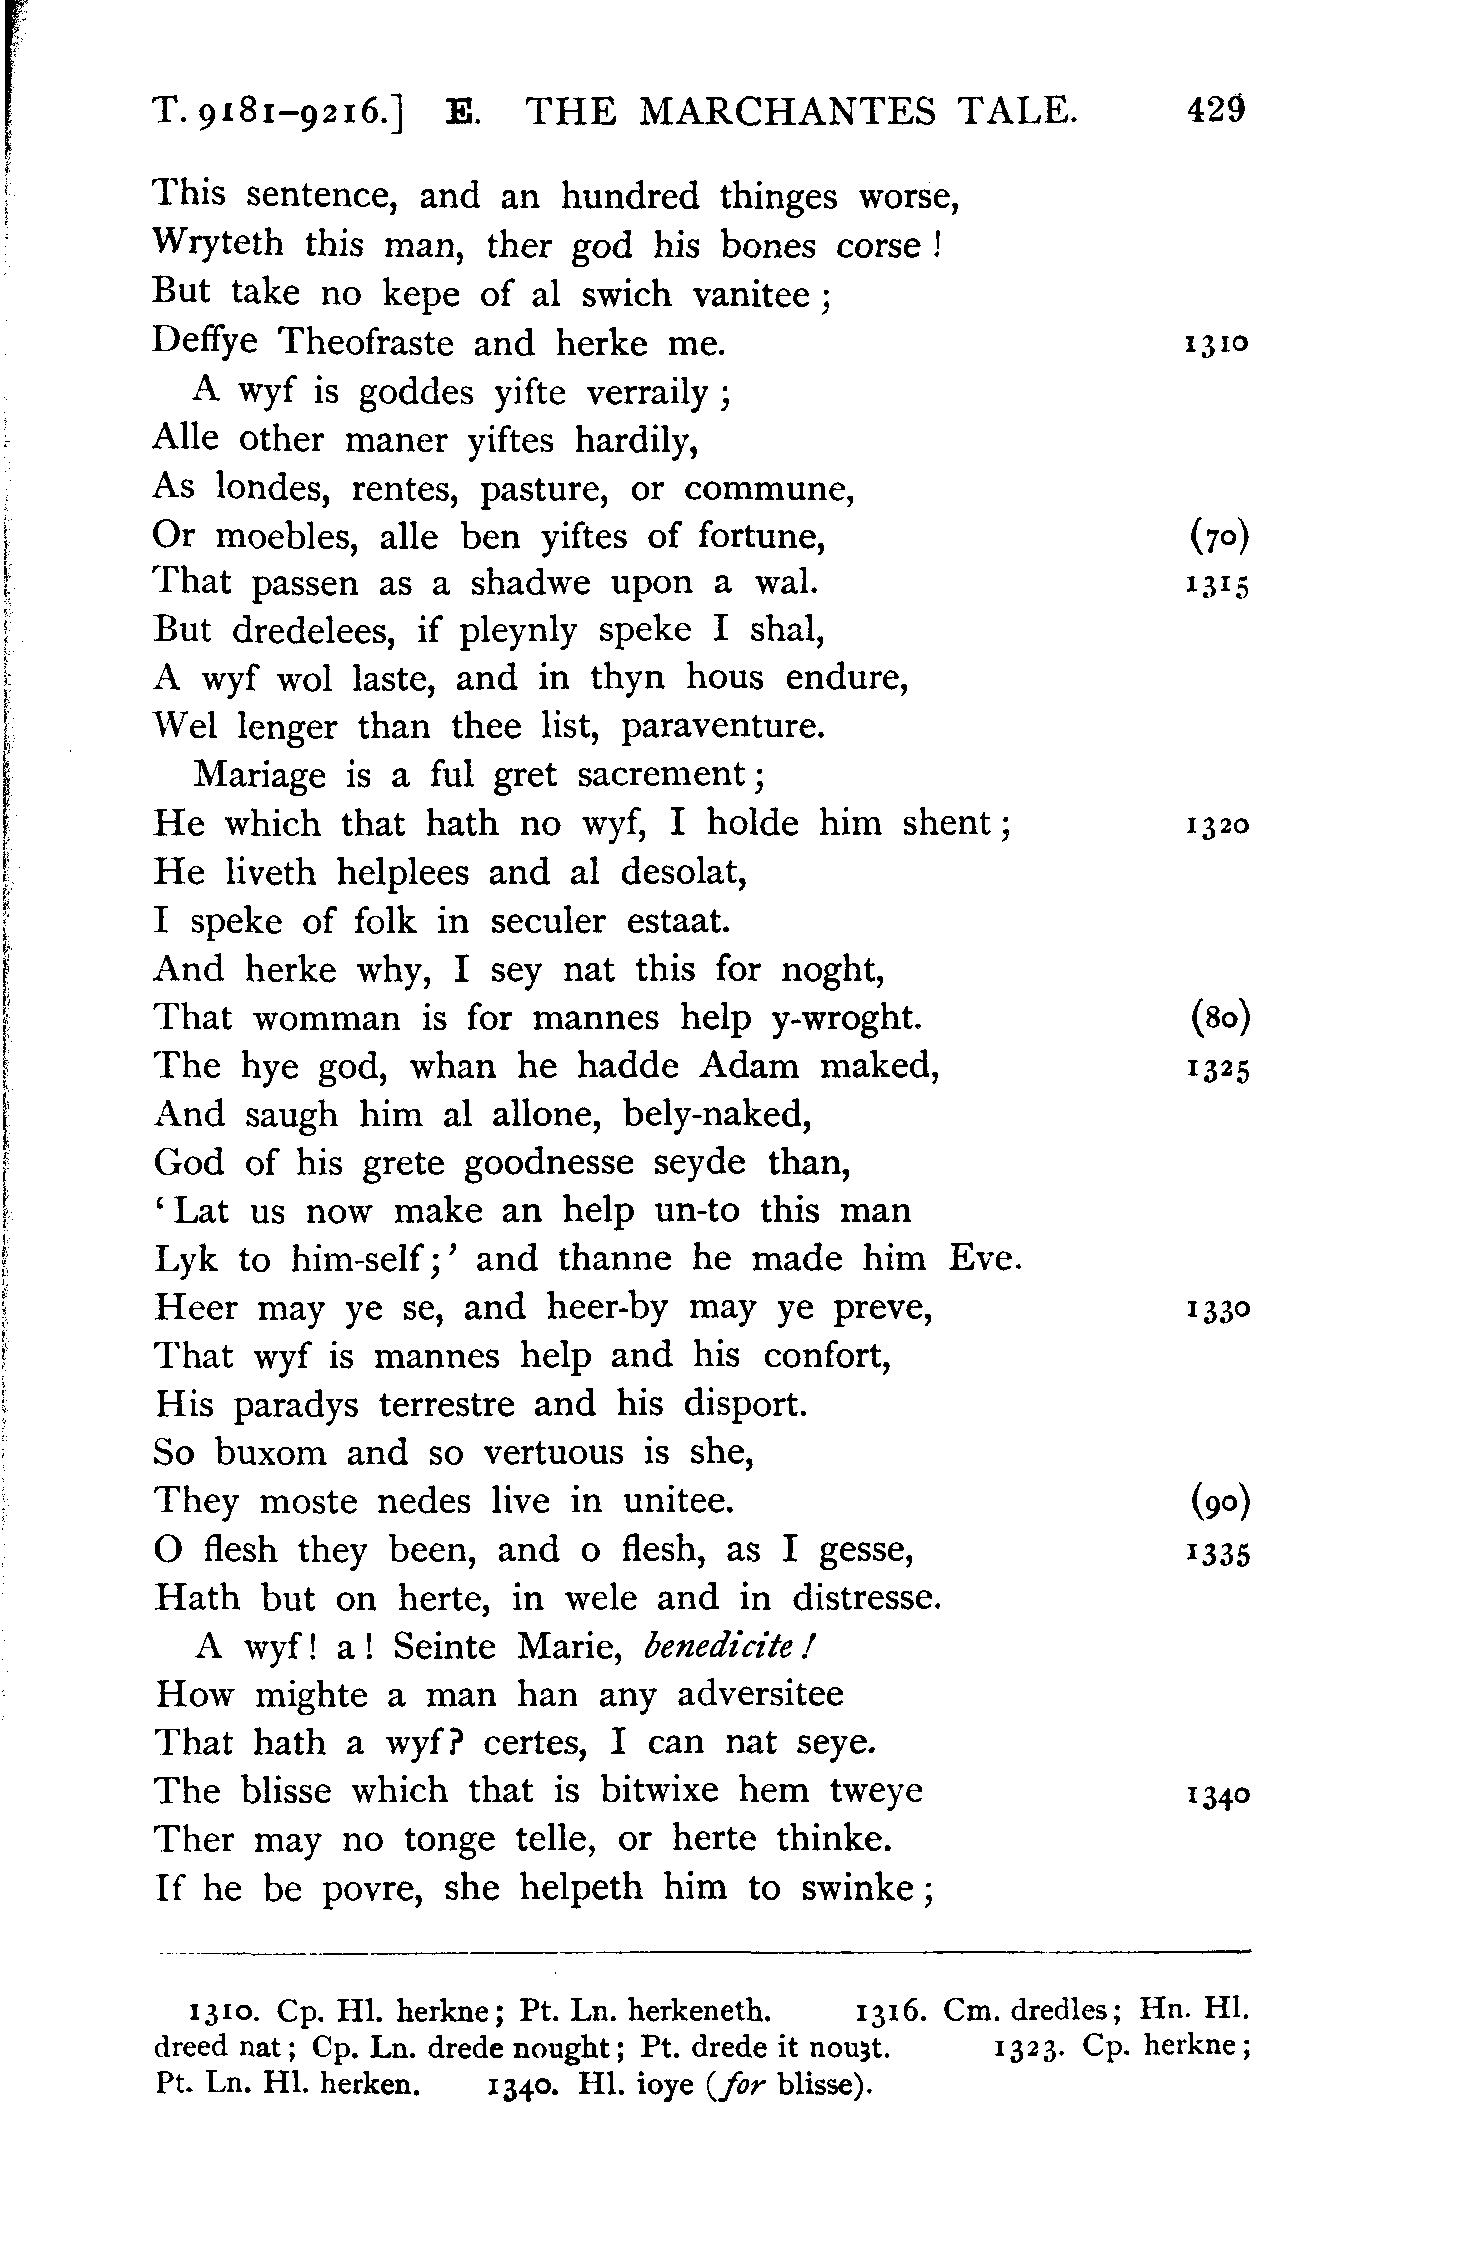 T. 9181–9216.] E. THE MARCHANTES TALE. 429
This sentence, and an hundred thinges worse,
Wryteth this man, ther god his bones corse !
But take no kepe of al swich vanitee ;
Deffye Theofraste and herke me. 1310
A wyf is goddes yifte verraily ;
Alle other maner yiftes hardily,
As londes, rentes, pasture, or commune,
Or moebles, alle ben yiftes of fortune, (70)
That passen as a shadwe upon a wal. 1315
But dredelees, if pleynly speke I shal,
A wyf wol laste, and in thyn hous endure,
Wel lenger than thee list, paraventure.
Mariage is a ful gret sacrement ;
He which that hath no wyf, I holde him shent ; 1320
He liveth helplees and al desolat,
I speke of folk in seculer estaat.
And herke why, I sey nat this for noght,
That womman is for mannes help y-wroght. (80)
The hye god, whan he hadde Adam maked, 1325
And saugh him al allone, bely-naked,
God of his grete goodnesse seyde than,
‘ Lat us now make an help un-to this man
Lyk to him-self ; ’ and thanne he made him Eve.
Heer may ye se, and heer-by may ye preve, 1330
That wyf is mannes help and his confort,
His paradys terrestre and his disport.
So buxom and so vertuous is she,
They moste nedes live in unitee. (90)
O flesh they been, and o flesh, as I gesse, 1335
Hath but on herte, in wele and in distresse.
A wyf ! a ! Seinte Marie, benedicite !
How mighte a man han any adversitee
That hath a wyf ? certes, I can nat seye.
The blisse which that is bitwixe hem tweye 1340
Ther may no tonge telle, or herte thinke.
If he be povre, she helpeth him to swinke ;
1310. Cp. Hl. herkne ; Pt. Ln. herkeneth. 1316. Cm. dredles ; Hn. Hl.
dreed nat ; Cp. Ln. drede nought ; Pt. drede it nouȝt. 1323. Cp. herkne ;
Pt. Ln. Hl. herken. 1340. Hl. ioye (for blisse).